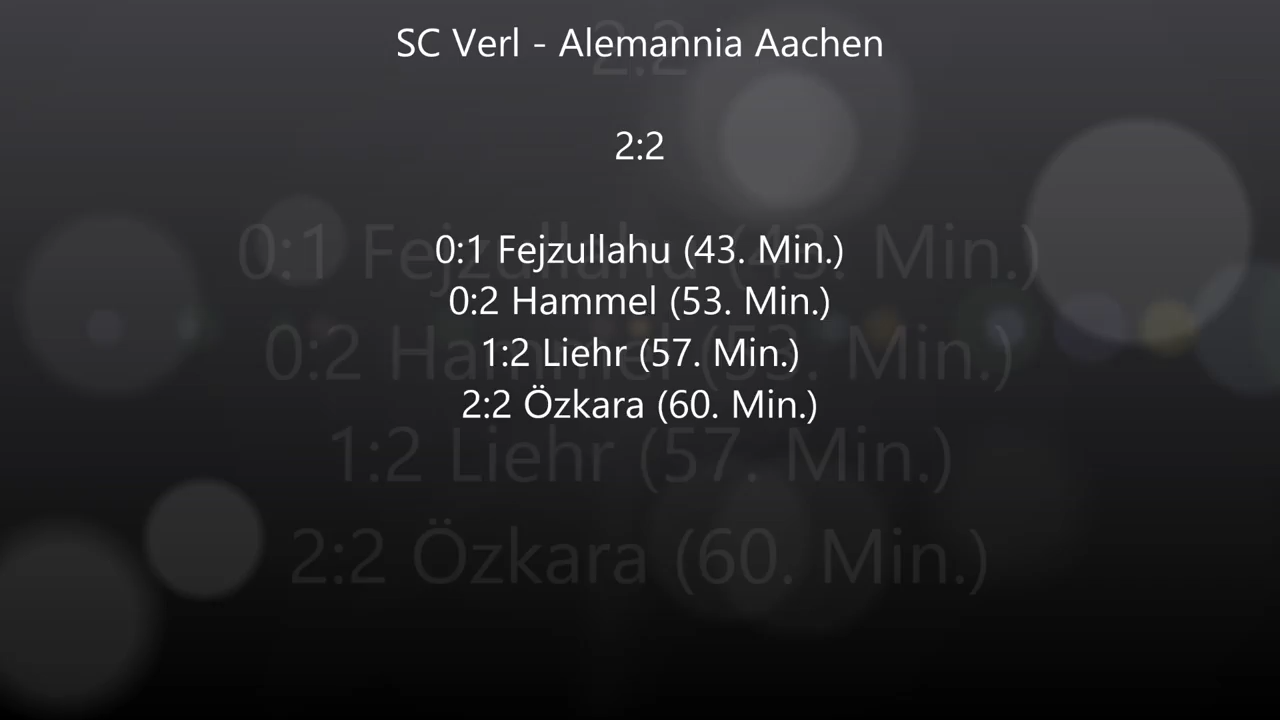 SC Verl - Alemannia Aachen
2:2
0:1 Fejzullahu (43. Min.)
0:2 Hammel (53. Min.)
1:2 Liehr (57. Min.)
2:2 Özkara (60. Min.)